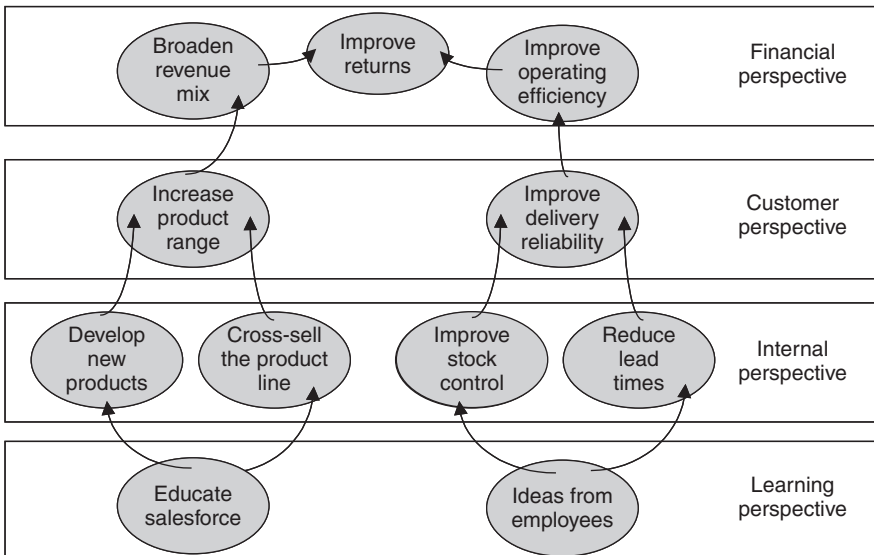 Broaden
revenue
mix
Improve
returns
Improve
operating
efficiency
Financial
perspective
Increase
product
range
Improve
delivery
reliability
Customer
perspective
Develop
new
products
Cross-sell
the product
line
Improve
stock
control
Reduce
lead
times
Internal
perspective
Educate
salesforce
Ideas from
employees
Learning
perspective